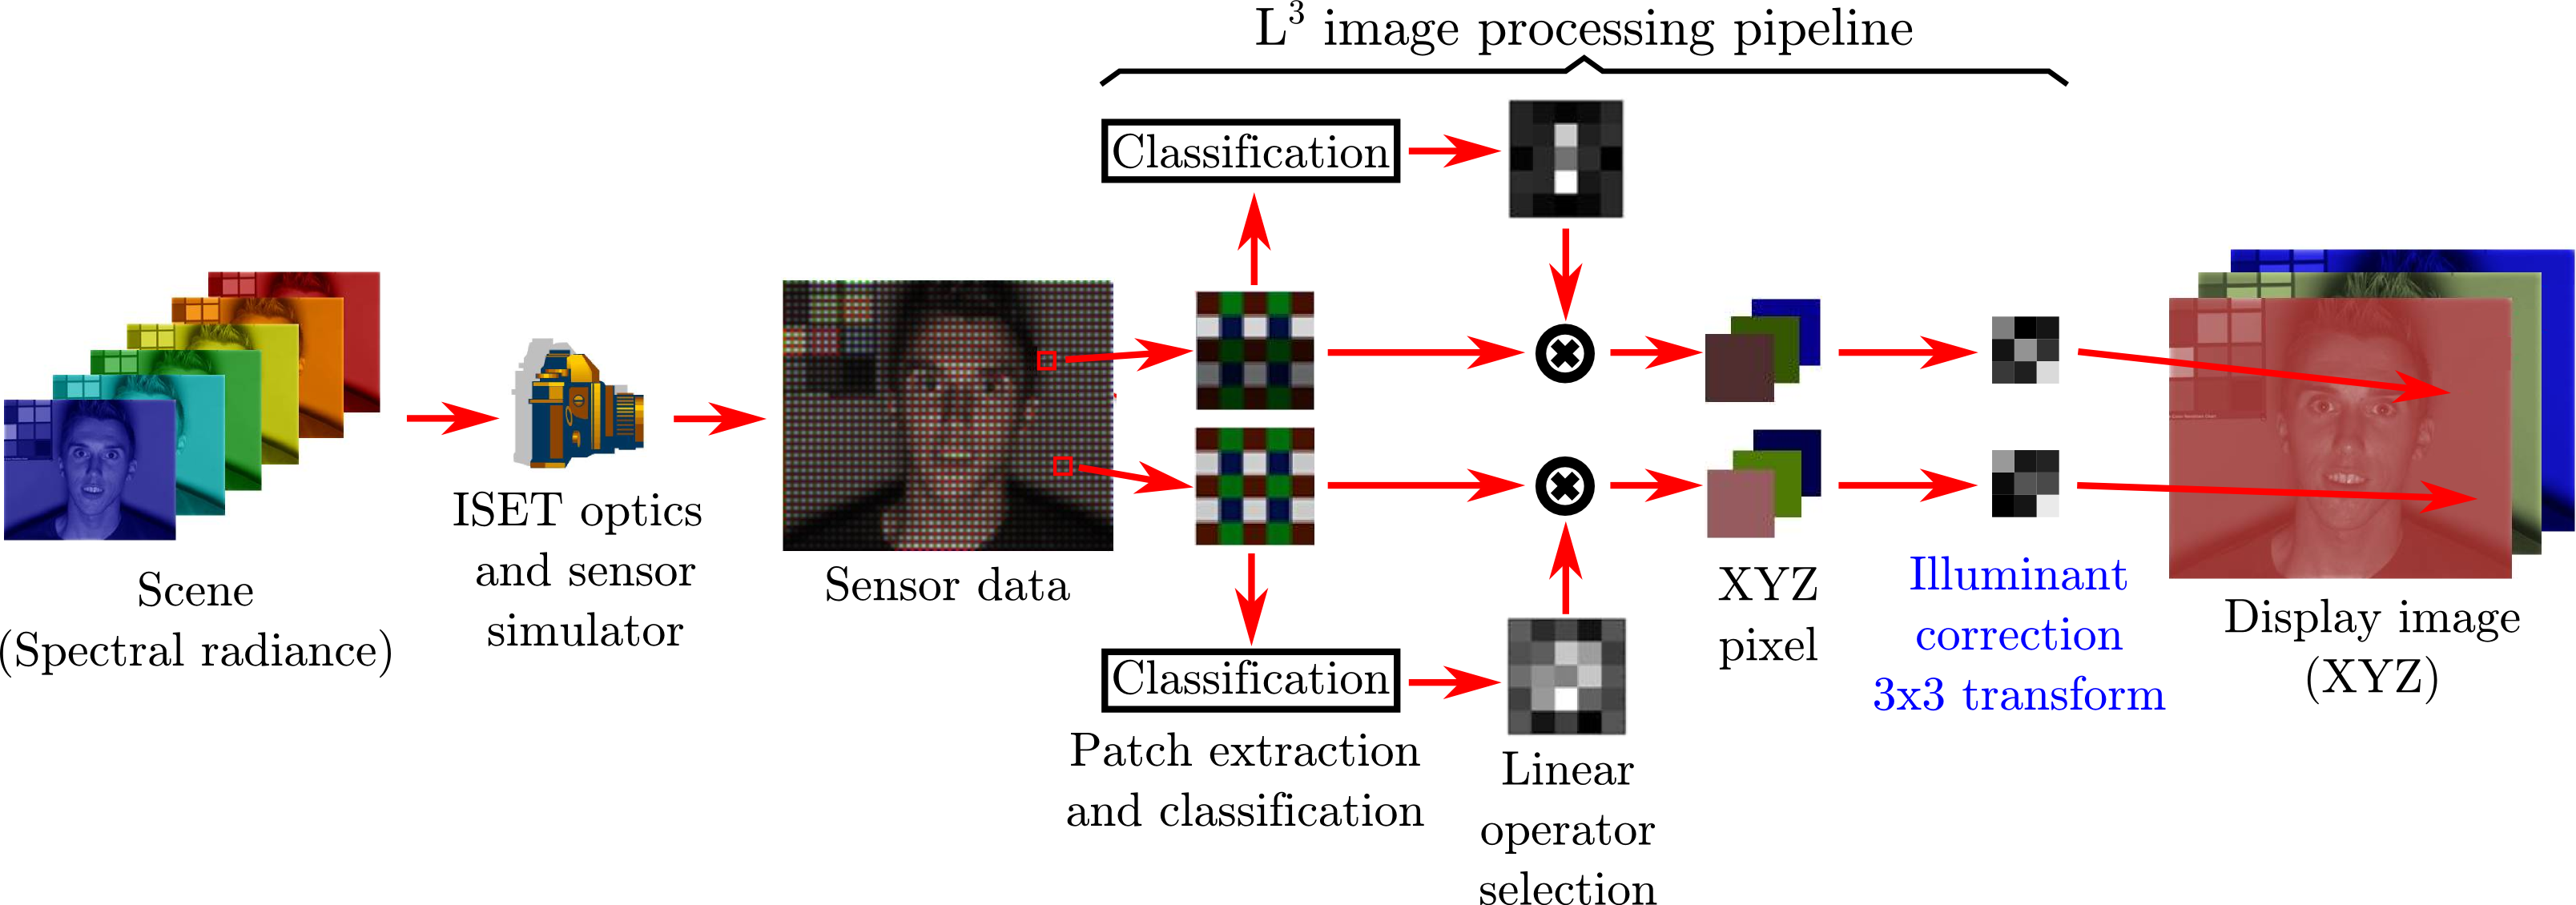 L³ image processing pipeline
Classification
Scene
(Spectral radiance)
ISET optics
and sensor
simulator
Sensor data
Classification
Patch extraction
and classification
Linear
operator
selection
XYZ
pixel
Illuminant
correction
3x3 transform
Display image
(XYZ)